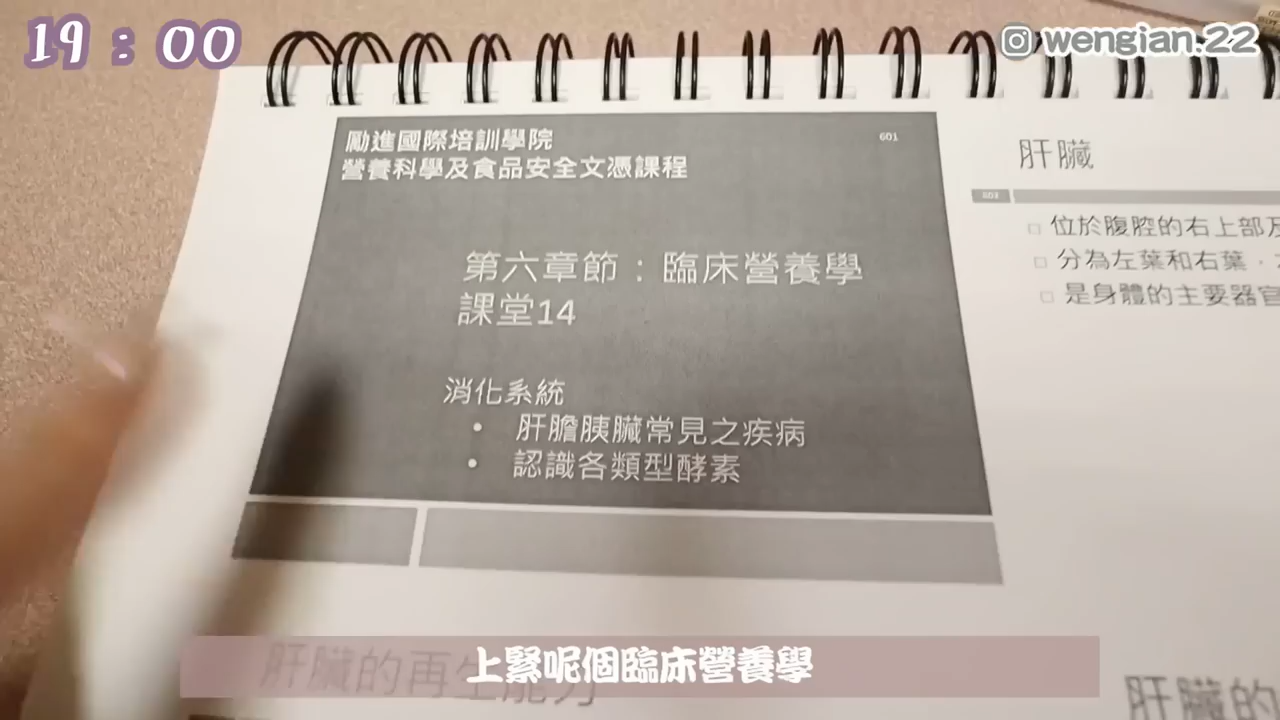 19 : 00
wengian.22
勵進國際培訓學院
營養科學及食品安全文憑課程
601
第六章節：臨床營養學
課堂14
消化系統
• 肝膽胰臟常見之疾病
• 認識各類型酵素
肝臟
□ 位於腹腔的右上部及
□ 分為左葉和右葉，
□ 是身體的主要器官
肝臟的再生能力
肝臟的
上緊呢個臨床營養學